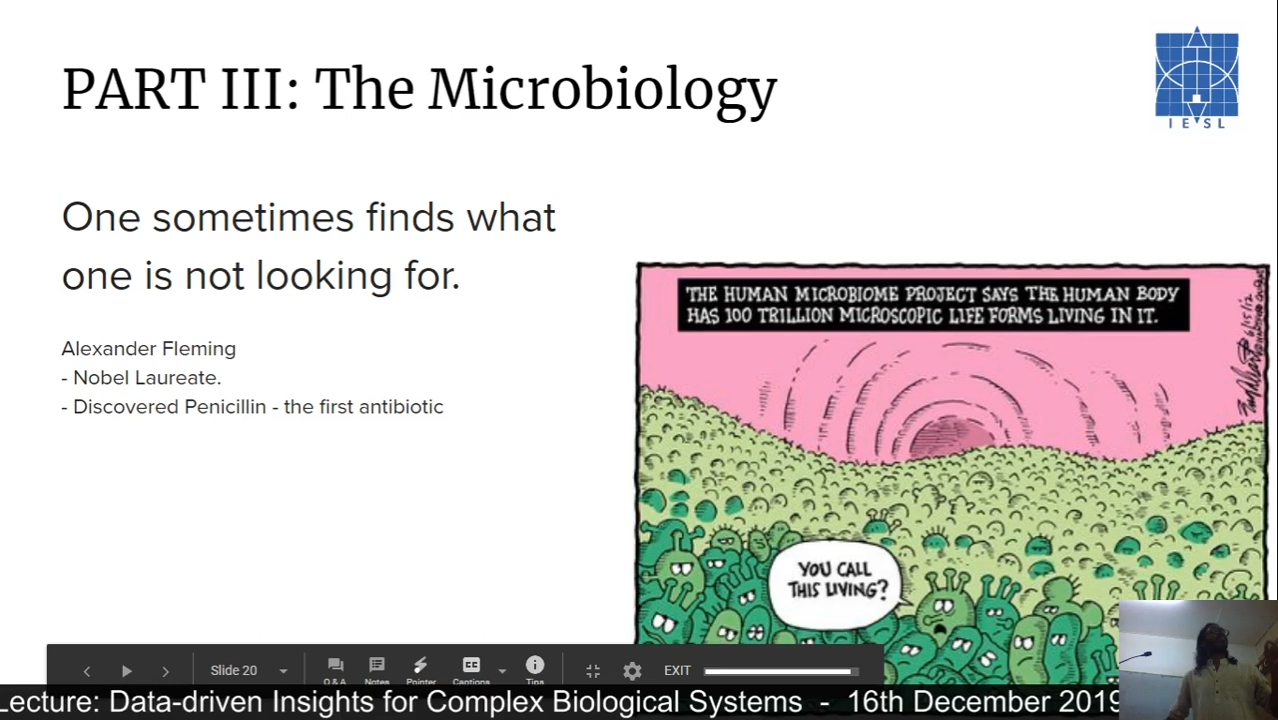 PART III: The Microbiology
IESL
One sometimes finds what
one is not looking for.
Alexander Fleming
- Nobel Laureate.
- Discovered Penicillin - the first antibiotic
THE HUMAN MICROBIOME PROJECT SAYS THE HUMAN BODY
HAS 100 TRILLION MICROSCOPIC LIFE FORMS LIVING IN IT.
YOU CALL
THIS LIVING?
Slide 20
Q & A
Notes
Pointer
Captions
Tips
EXIT
Lecture: Data-driven Insights for Complex Biological Systems - 16th December 2019